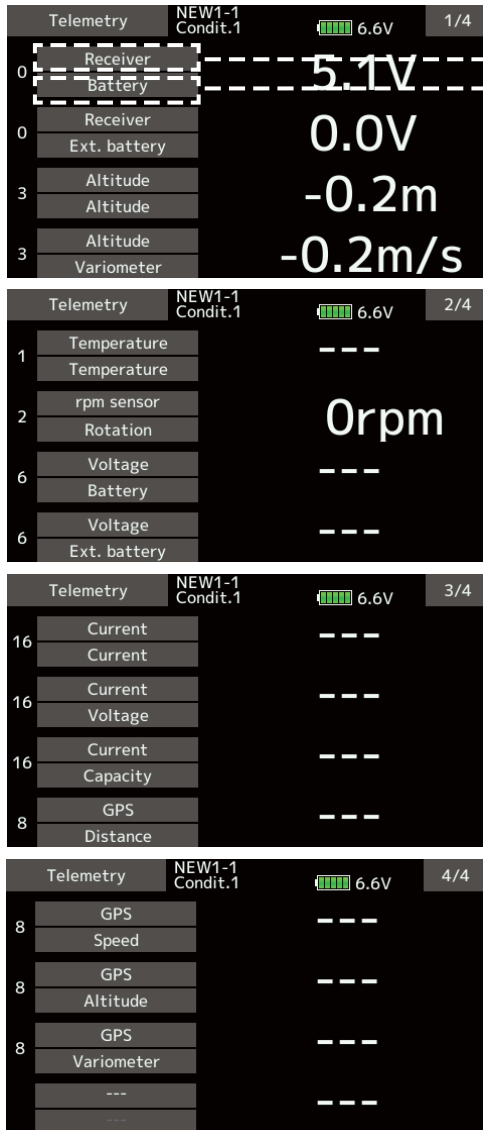 Telemetry NEW1-1 6.6V 1/4
Condit.1
Receiver
0 5.1V
Battery
Receiver
0 0.0V
Ext. battery
Altitude
3 -0.2m
Altitude
Altitude
3 -0.2m/s
Variometer
Telemetry NEW1-1 6.6V 2/4
Condit.1
Temperature
1 ---
Temperature
rpm sensor
2 0rpm
Rotation
Voltage
6 ---
Battery
Voltage
6 ---
Ext. battery
Telemetry NEW1-1 6.6V 3/4
Condit.1
Current
16 ---
Current
Current
16 ---
Voltage
Current
16 ---
Capacity
GPS
8 ---
Distance
Telemetry NEW1-1 6.6V 4/4
Condit.1
GPS
8 ---
Speed
GPS
8 ---
Altitude
GPS
8 ---
Variometer
---
---
---